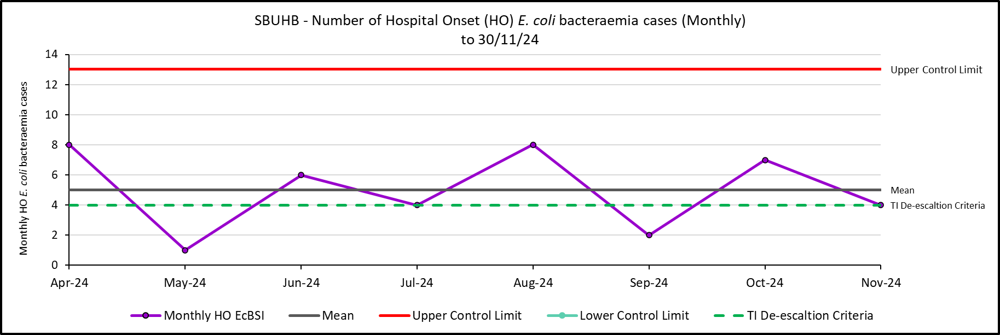 SBUHB - Number of Hospital Onset (HO) E. coli bacteraemia cases (Monthly)
to 30/11/24
Monthly HO E. coli bacteraemia cases
14
12
10
8
6
4
2
0
Upper Control Limit
Mean
TI De-escaltion Criteria
Apr-24 May-24 Jun-24 Jul-24 Aug-24 Sep-24 Oct-24 Nov-24
Monthly HO EcBSI Mean Upper Control Limit Lower Control Limit TI De-escaltion Criteria